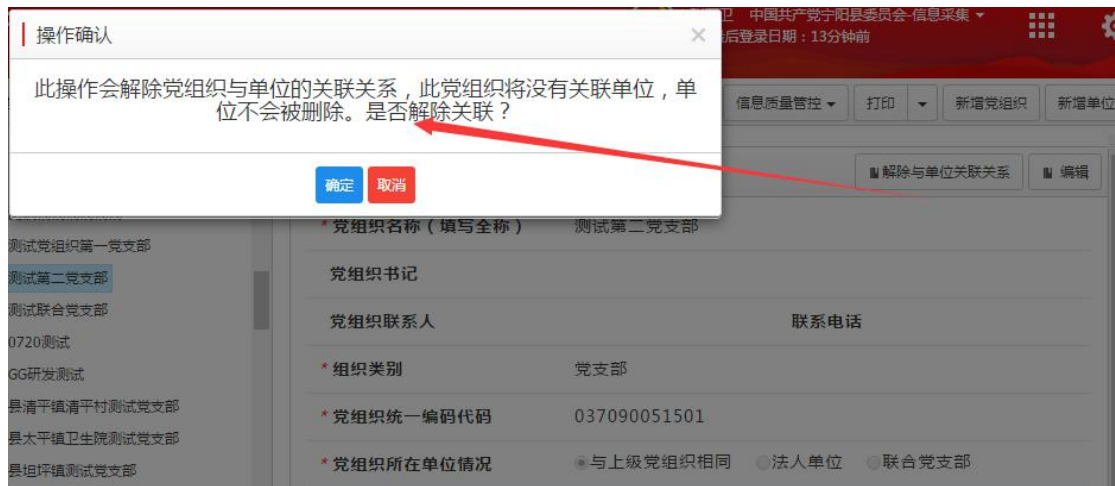 操作确认
×
卫 中国共产党宁阳县委员会-信息采集
后登录日期：13分钟前
此操作会解除党组织与单位的关联关系，此党组织将没有关联单位，单
位不会被删除。是否解除关联？
确定 取消
信息质量管控 打印 新增党组织 新增单位
解除与单位关联关系 编辑
测试党组织第一党支部
测试第二党支部
测试联合党支部
0720测试
GG研发测试
县清平镇清平村测试党支部
县太平镇卫生院测试党支部
县坦坪镇测试党支部
*党组织名称（填写全称） 测试第二党支部
党组织书记
党组织联系人 联系电话
*组织类别 党支部
*党组织统一编码代码 037090051501
*党组织所在单位情况 与上级党组织相同 法人单位 联合党支部